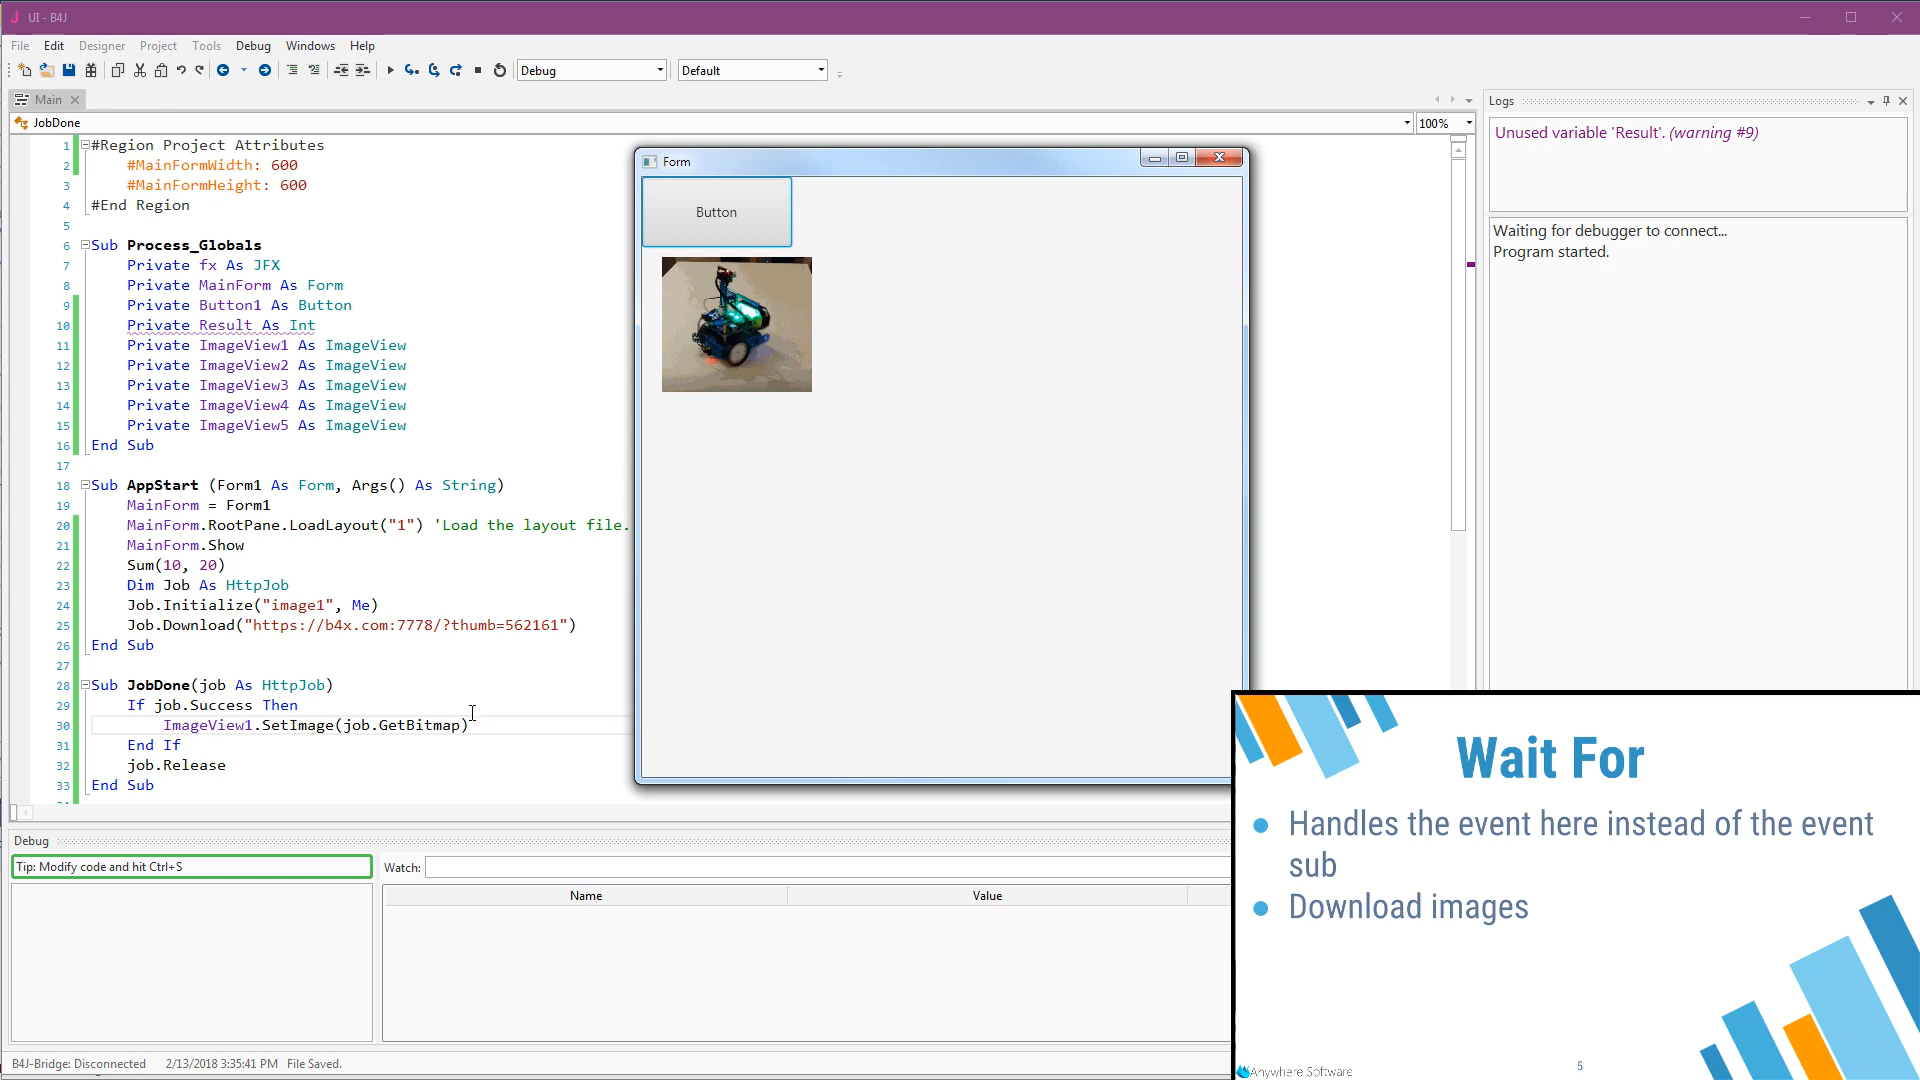 UI - B4J
File Edit Designer Project Tools Debug Windows Help
Debug Default
Main
JobDone 100%
1 #Region Project Attributes
2 #MainFormWidth: 600
3 #MainFormHeight: 600
4 #End Region
5
6 Sub Process_Globals
7 Private fx As JFX
8 Private MainForm As Form
9 Private Button1 As Button
10 Private Result As Int
11 Private ImageView1 As ImageView
12 Private ImageView2 As ImageView
13 Private ImageView3 As ImageView
14 Private ImageView4 As ImageView
15 Private ImageView5 As ImageView
16 End Sub
17
18 Sub AppStart (Form1 As Form, Args() As String)
19 MainForm = Form1
20 MainForm.RootPane.LoadLayout("1") 'Load the layout file.
21 MainForm.Show
22 Sum(10, 20)
23 Dim Job As HttpJob
24 Job.Initialize("image1", Me)
25 Job.Download("https://b4x.com:7778/?thumb=562161")
26 End Sub
27
28 Sub JobDone(job As HttpJob)
29 If job.Success Then
30 ImageView1.SetImage(job.GetBitmap)
31 End If
32 job.Release
33 End Sub
Form
Button
Logs
Unused variable 'Result'. (warning #9)
Waiting for debugger to connect...
Program started.
Debug
Tip: Modify code and hit Ctrl+S
Watch:
Name Value
B4J-Bridge: Disconnected 2/13/2018 3:35:41 PM File Saved.
Wait For
● Handles the event here instead of the event
sub
● Download images
Anywhere Software 5